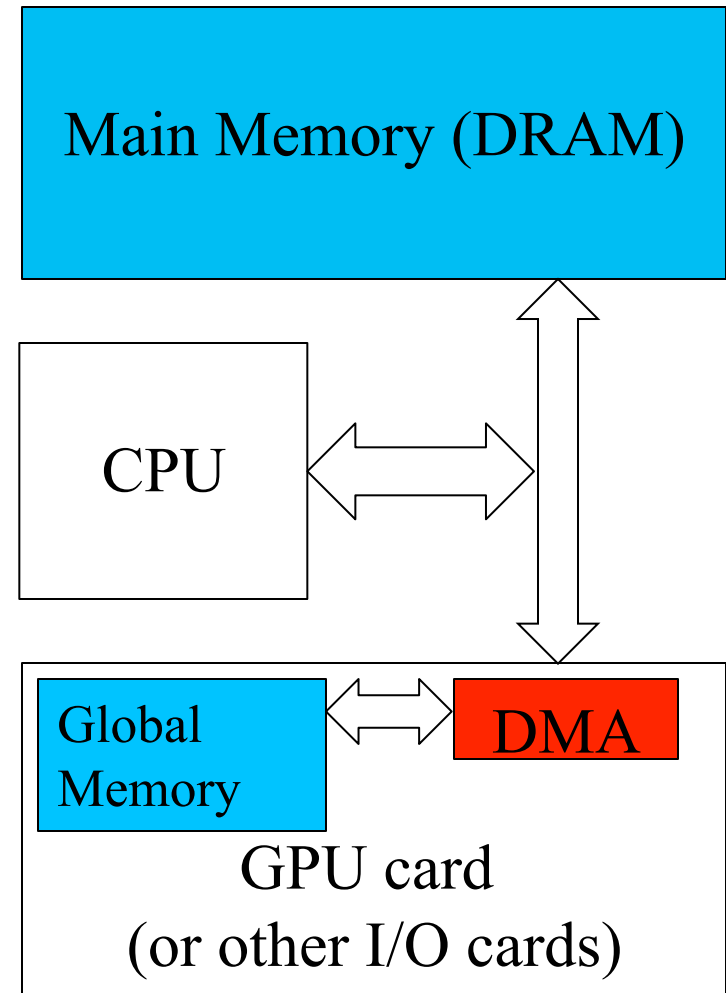 Main Memory (DRAM)
CPU
Global
Memory
DMA
GPU card
(or other I/O cards)